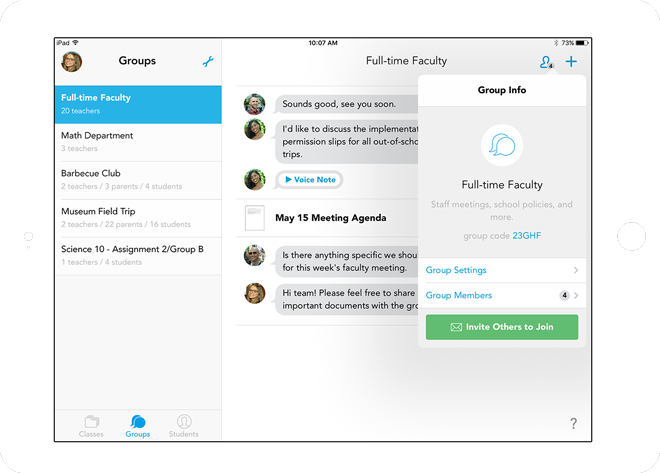 iPad
10:07 AM
73%
Groups
Full-time Faculty
20 teachers
Math Department
3 teachers
Barbecue Club
2 teachers / 3 parents / 4 students
Museum Field Trip
2 teachers / 22 parents / 16 students
Science 10 - Assignment 2/Group B
1 teachers / 4 students
Classes
Groups
Students
Full-time Faculty
4
Sounds good, see you soon.
I'd like to discuss the implementat
permission slips for all out-of-scho
trips.
Voice Note
May 15 Meeting Agenda
Is there anything specific we shou
for this week's faculty meeting.
Hi team! Please feel free to share
important documents with the gro
Group Info
Full-time Faculty
Staff meetings, school policies, and
more.
group code 23GHF
Group Settings
Group Members
4
Invite Others to Join
?